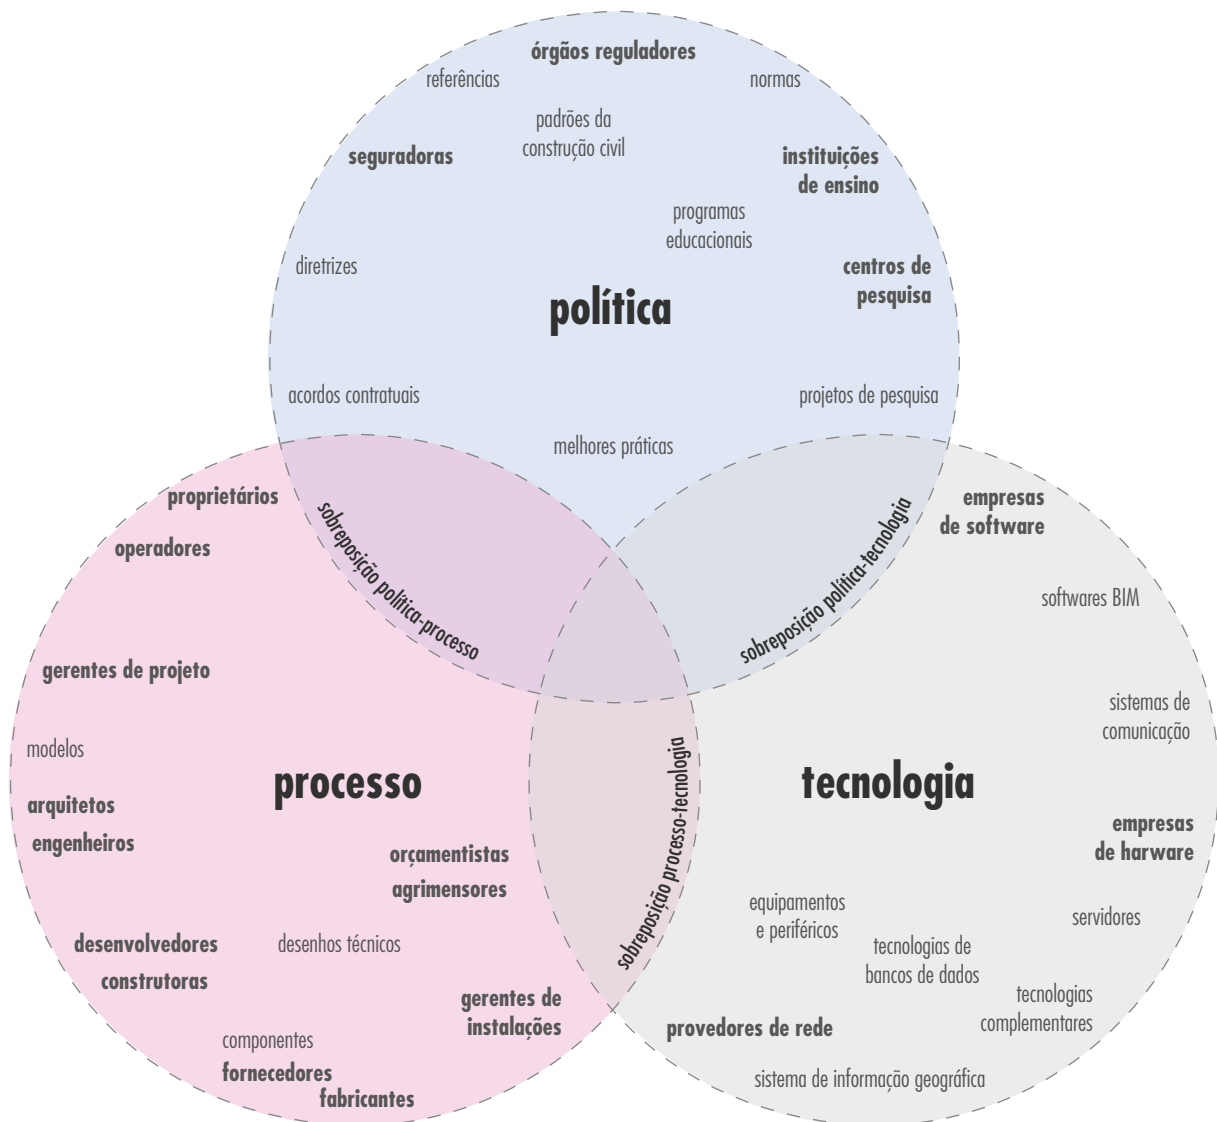 órgãos reguladores
referências
normas
padrões da
construção civil
seguradoras
instituições
de ensino
programas
educacionais
diretrizes
centros de
pesquisa
política
acordos contratuais
projetos de pesquisa
melhores práticas
proprietários
operadores
sobreposição política-processo
sobreposição política-tecnologia
empresas
de software
softwares BIM
gerentes de projeto
sistemas de
comunicação
modelos
processo
sobreposição processo-tecnologia
tecnologia
arquitetos
engenheiros
orçamentistas
agrimensores
empresas
de harware
equipamentos
e periféricos
servidores
desenvolvedores
construtoras
desenhos técnicos
tecnologias de
bancos de dados
gerentes de
instalações
tecnologias
complementares
provedores de rede
componentes
fornecedores
fabricantes
sistema de informação geográfica